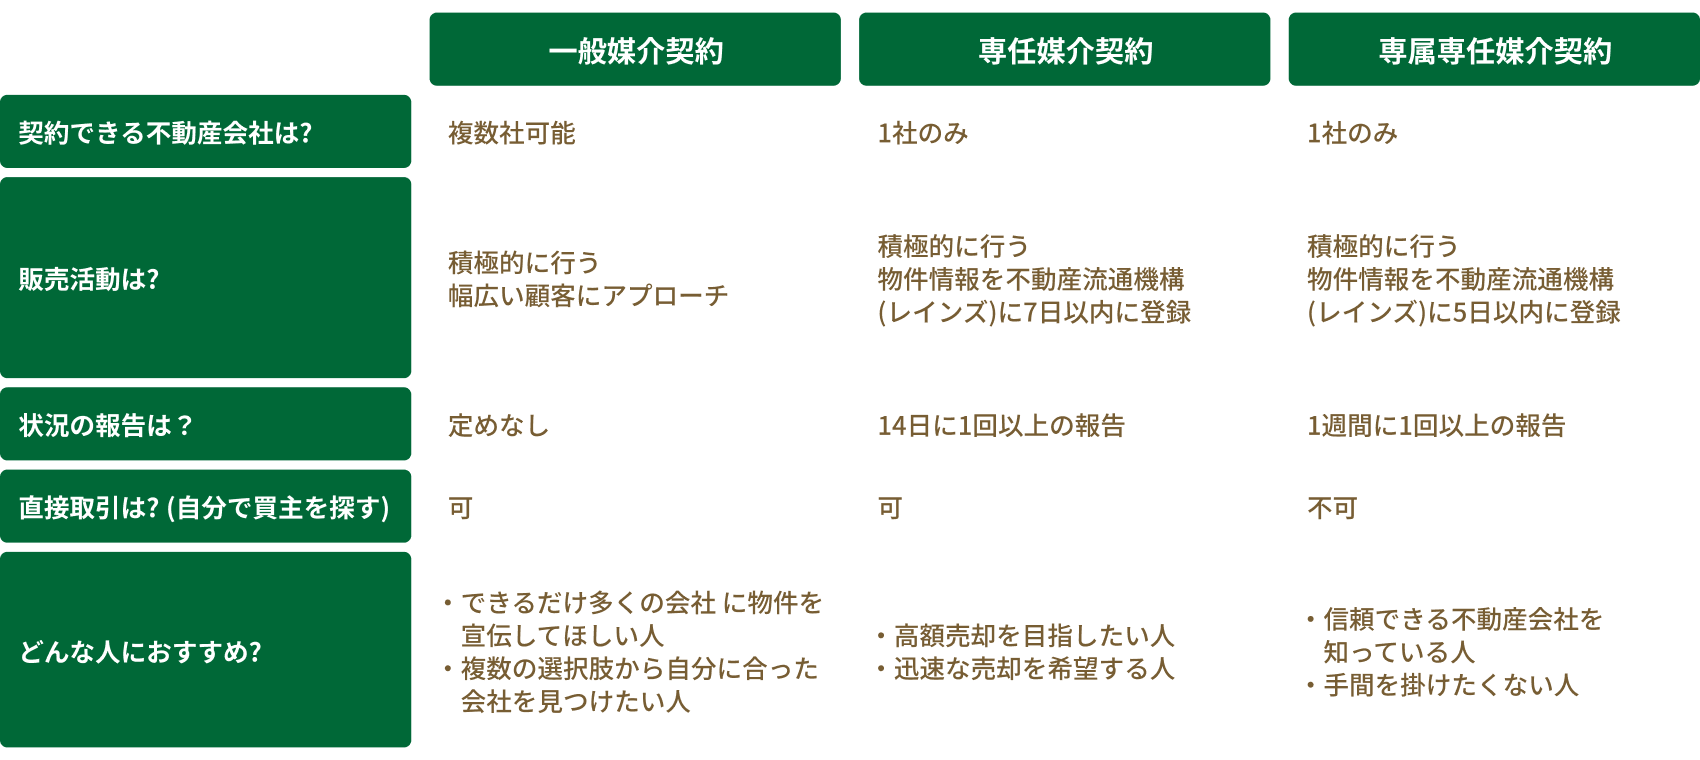 一般媒介契約
専任媒介契約
専属専任媒介契約
契約できる不動産会社は?
複数社可能
1社のみ
1社のみ
販売活動は?
積極的に行う
幅広い顧客にアプローチ
積極的に行う
物件情報を不動産流通機構
(レインズ)に7日以内に登録
積極的に行う
物件情報を不動産流通機構
(レインズ)に5日以内に登録
状況の報告は？
定めなし
14日に1回以上の報告
1週間に1回以上の報告
直接取引は? (自分で買主を探す)
可
可
不可
どんな人におすすめ?
・できるだけ多くの会社 に物件を
宣伝してほしい人
・複数の選択肢から自分に合った
会社を見つけたい人
・高額売却を目指したい人
・迅速な売却を希望する人
・信頼できる不動産会社を
知っている人
・手間を掛けたくない人